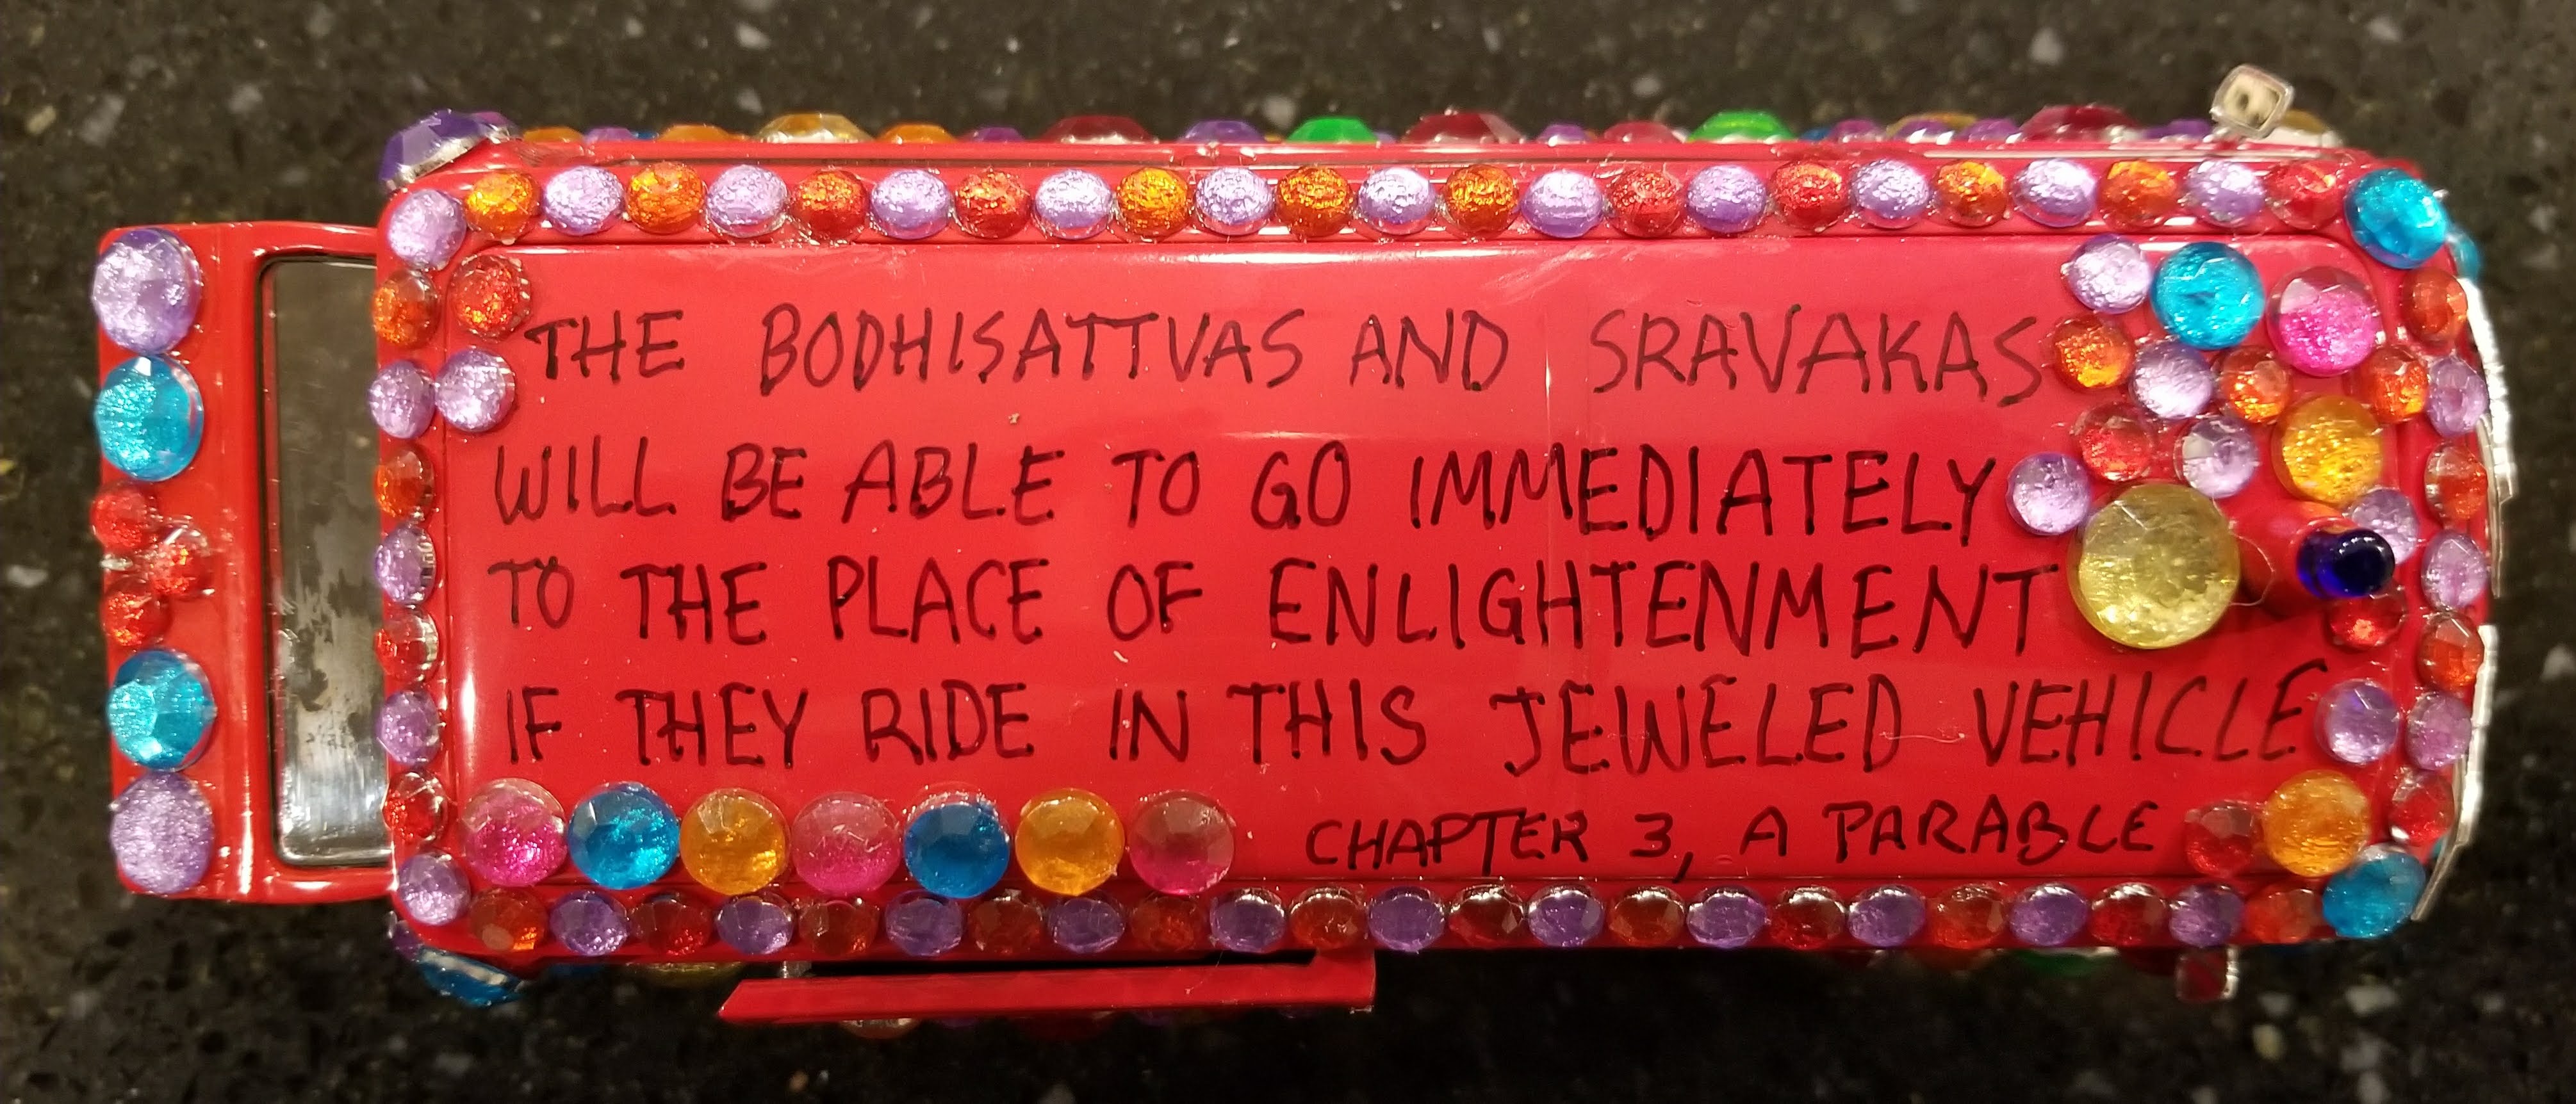 THE BODHISATTVAS AND SRAVAKAS
WILL BE ABLE TO GO IMMEDIATELY
TO THE PLACE OF ENLIGHTENMENT
IF THEY RIDE IN THIS JEWELED VEHICLE
CHAPTER 3, A PARABLE